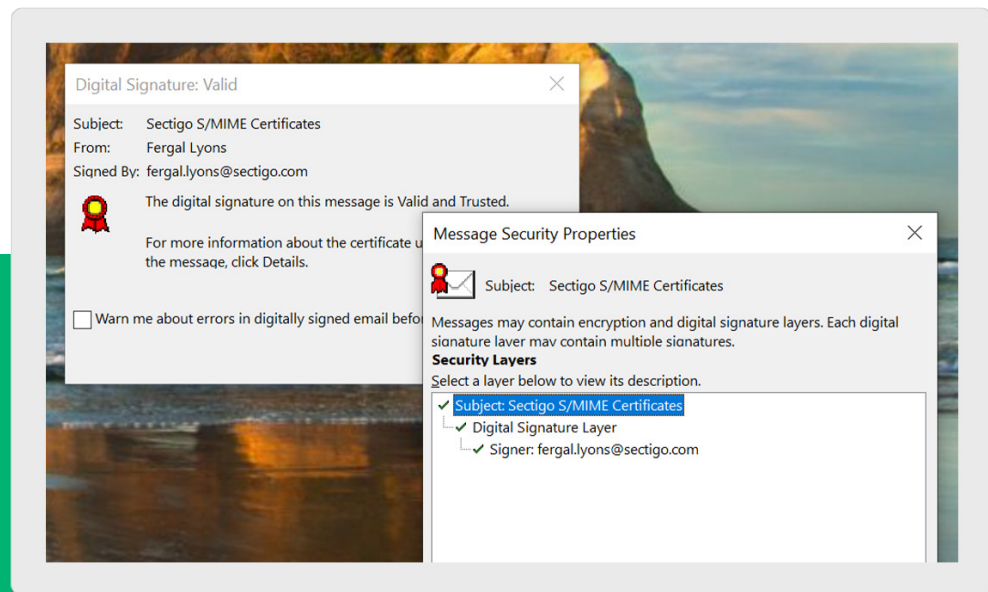 Digital Signature: Valid
Subject: Sectigo S/MIME Certificates
From: Fergal Lyons
Signed By: fergal.lyons@sectigo.com
The digital signature on this message is Valid and Trusted.
For more information about the certificate u
the message, click Details.
Warn me about errors in digitally signed email befo
Message Security Properties
Subject: Sectigo S/MIME Certificates
Messages may contain encryption and digital signature layers. Each digital
signature layer may contain multiple signatures.
Security Layers
Select a layer below to view its description.
Subject: Sectigo S/MIME Certificates
Digital Signature Layer
Signer: fergal.lyons@sectigo.com